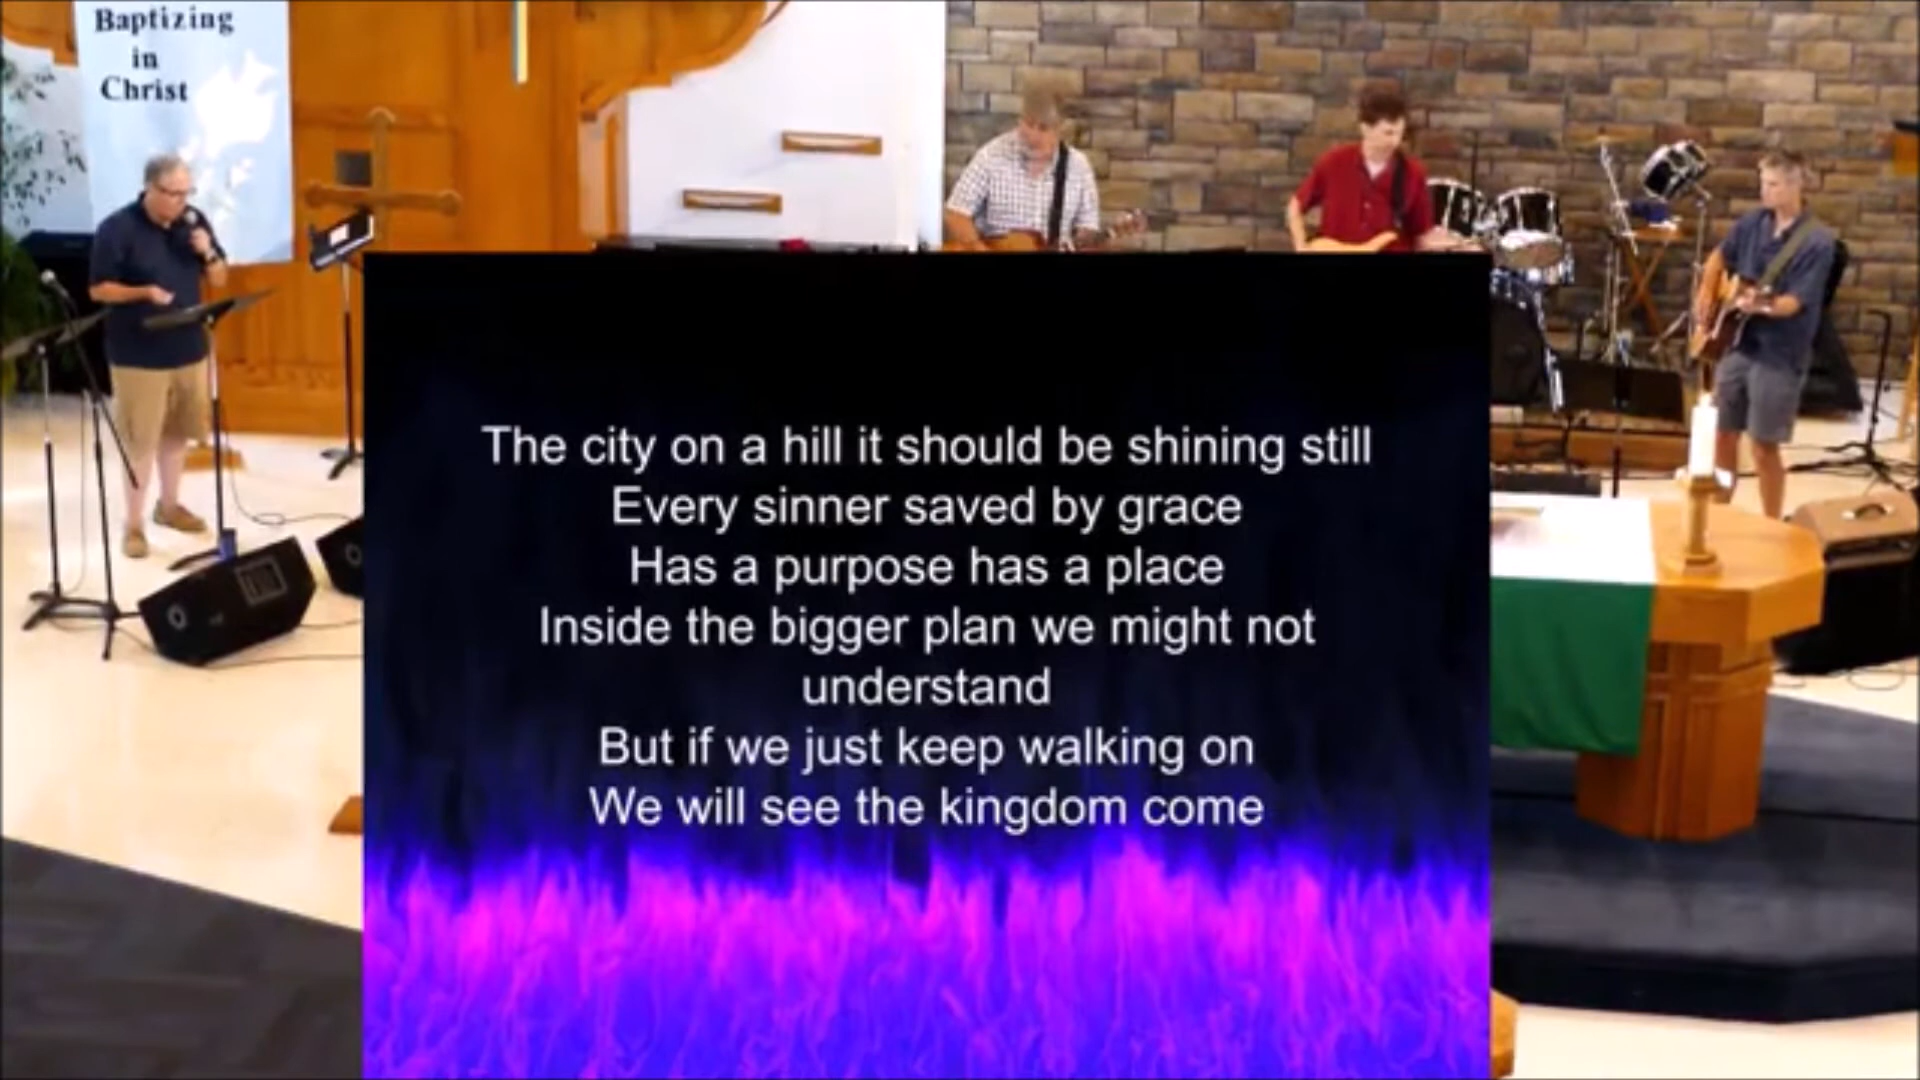 Baptizing
in
Christ
The city on a hill it should be shining still
Every sinner saved by grace
Has a purpose has a place
Inside the bigger plan we might not
understand
But if we just keep walking on
We will see the kingdom come